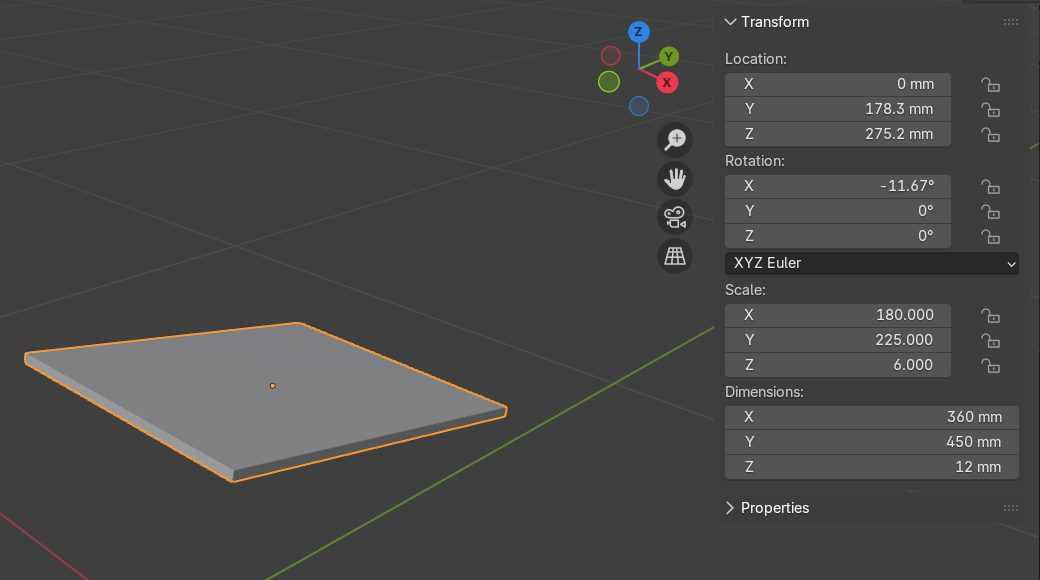 Z
Y
X
Transform
Location:
X 0 mm
Y 178.3 mm
Z 275.2 mm
Rotation:
X -11.67°
Y 0°
Z 0°
XYZ Euler
Scale:
X 180.000
Y 225.000
Z 6.000
Dimensions:
X 360 mm
Y 450 mm
Z 12 mm
Properties